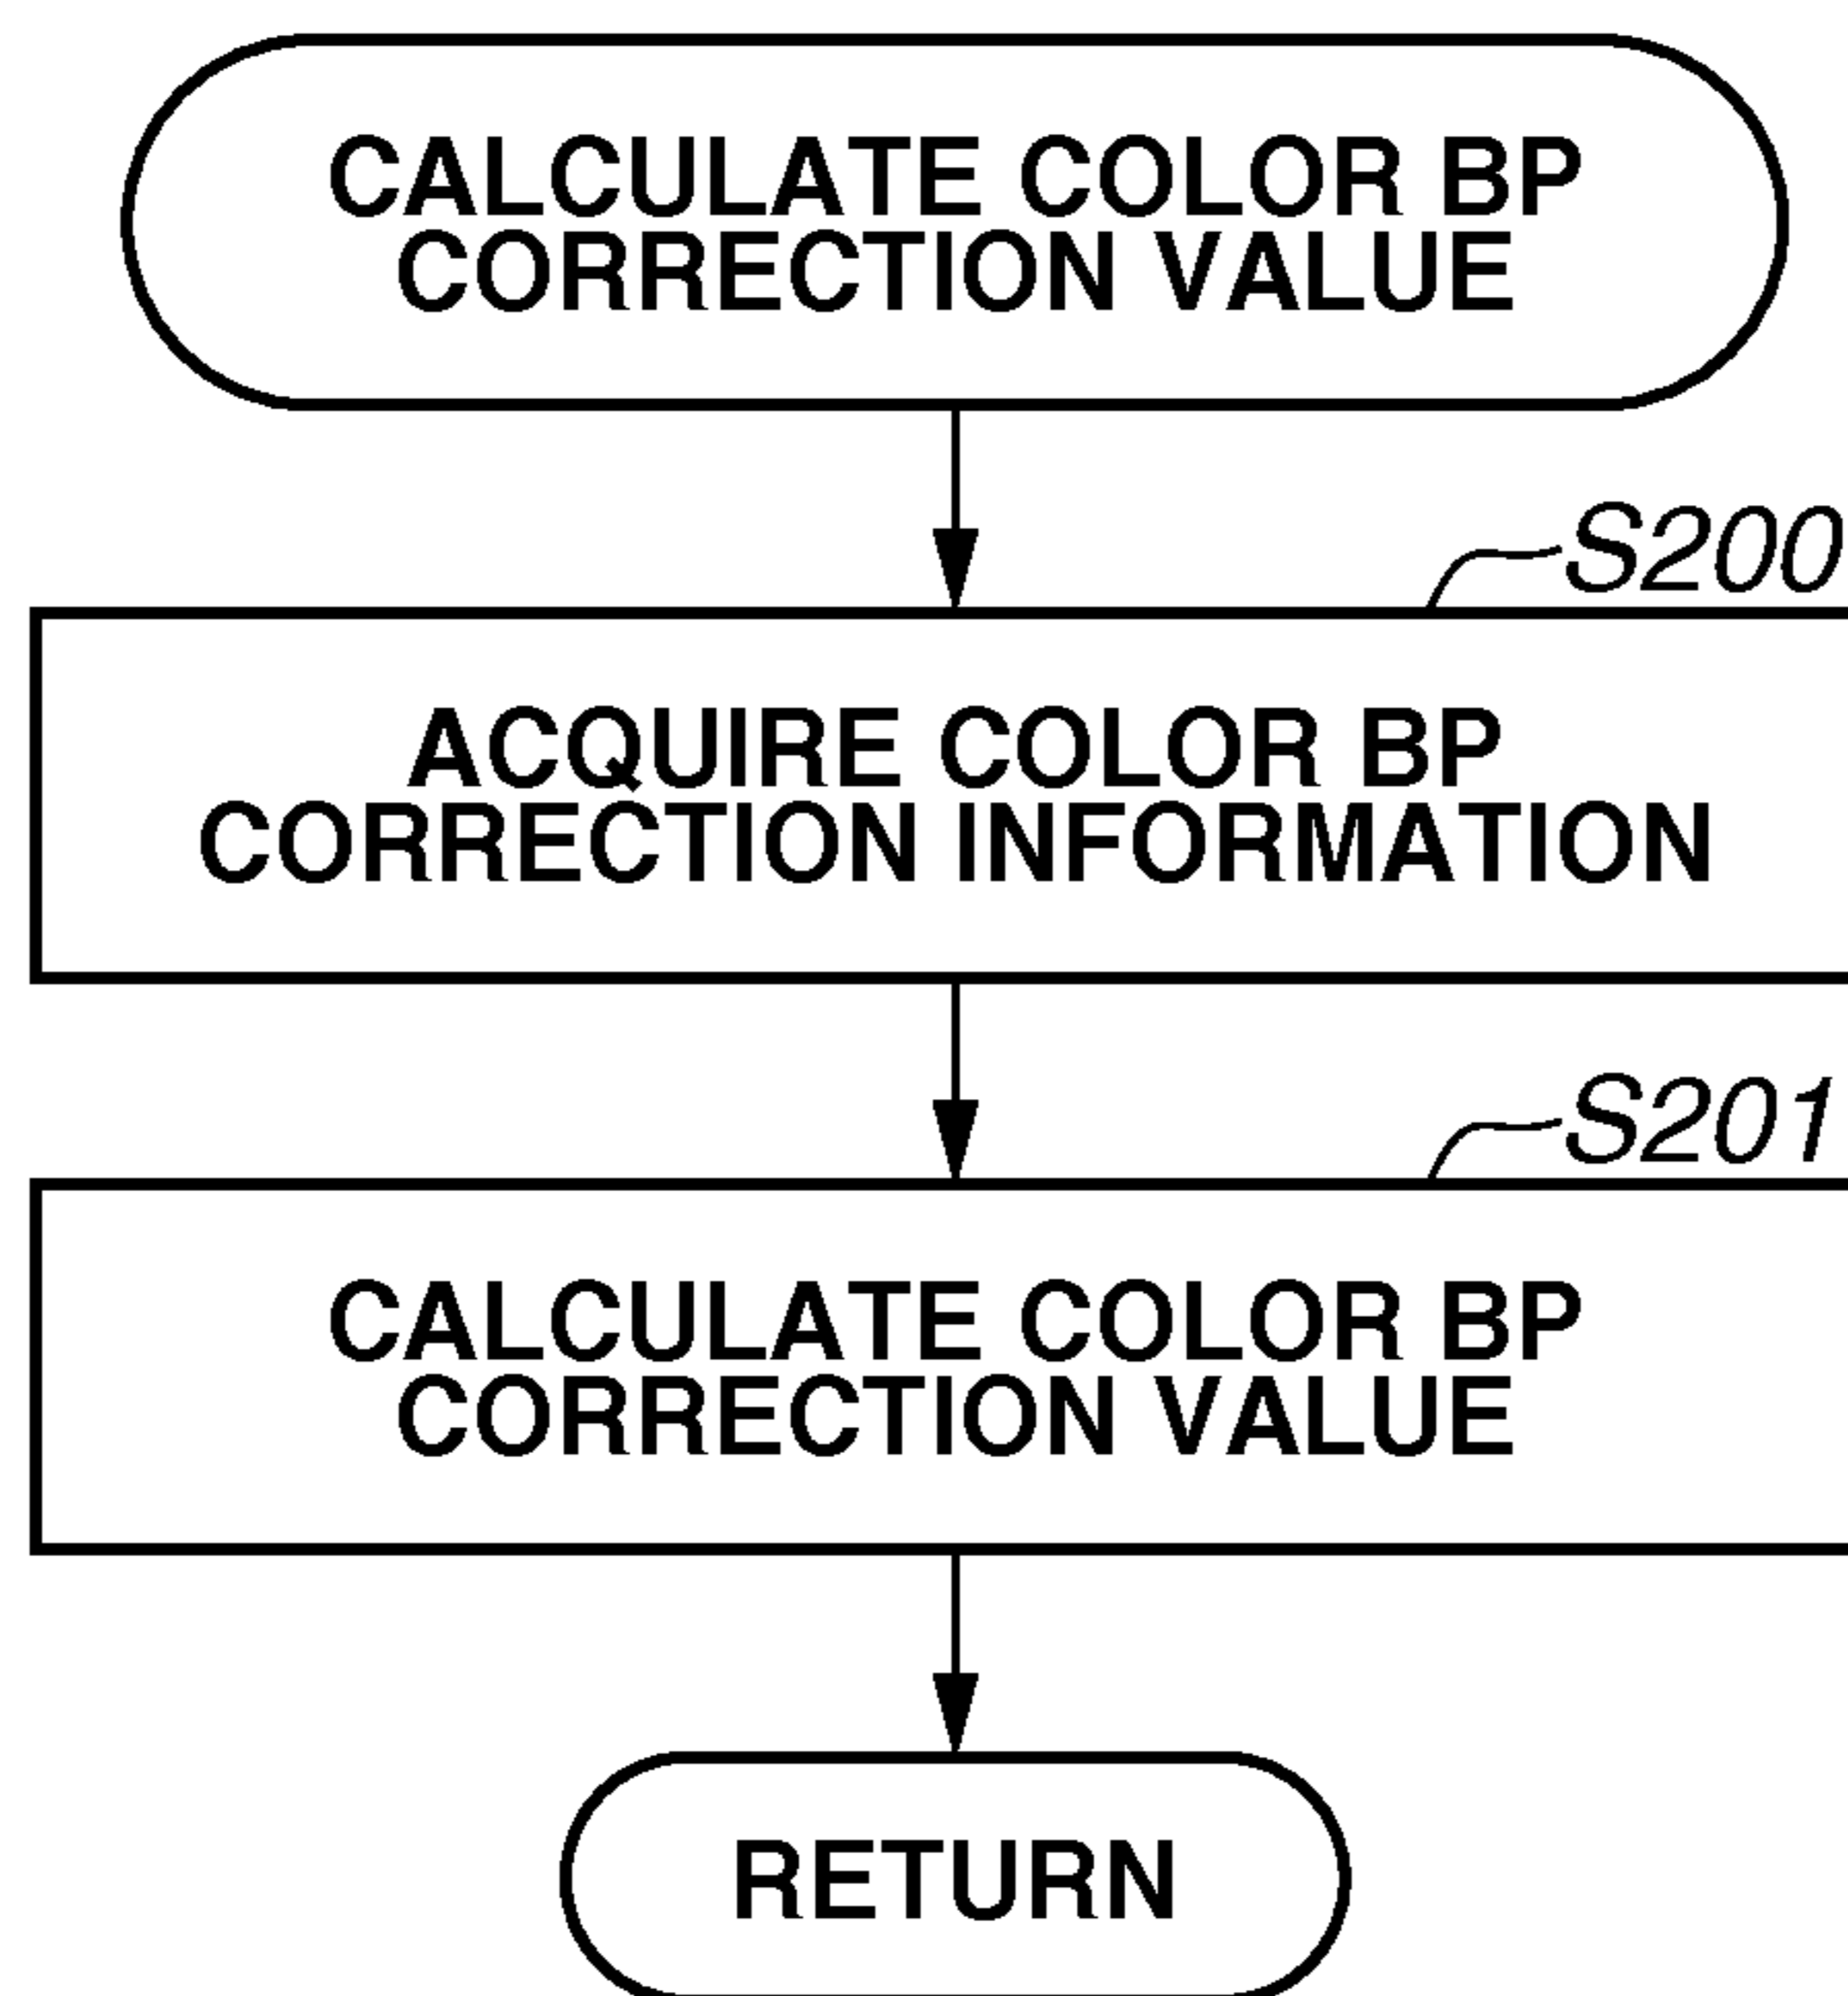 CALCULATE COLOR BP
CORRECTION VALUE
S200
ACQUIRE COLOR BP
CORRECTION INFORMATION
S201
CALCULATE COLOR BP
CORRECTION VALUE
RETURN